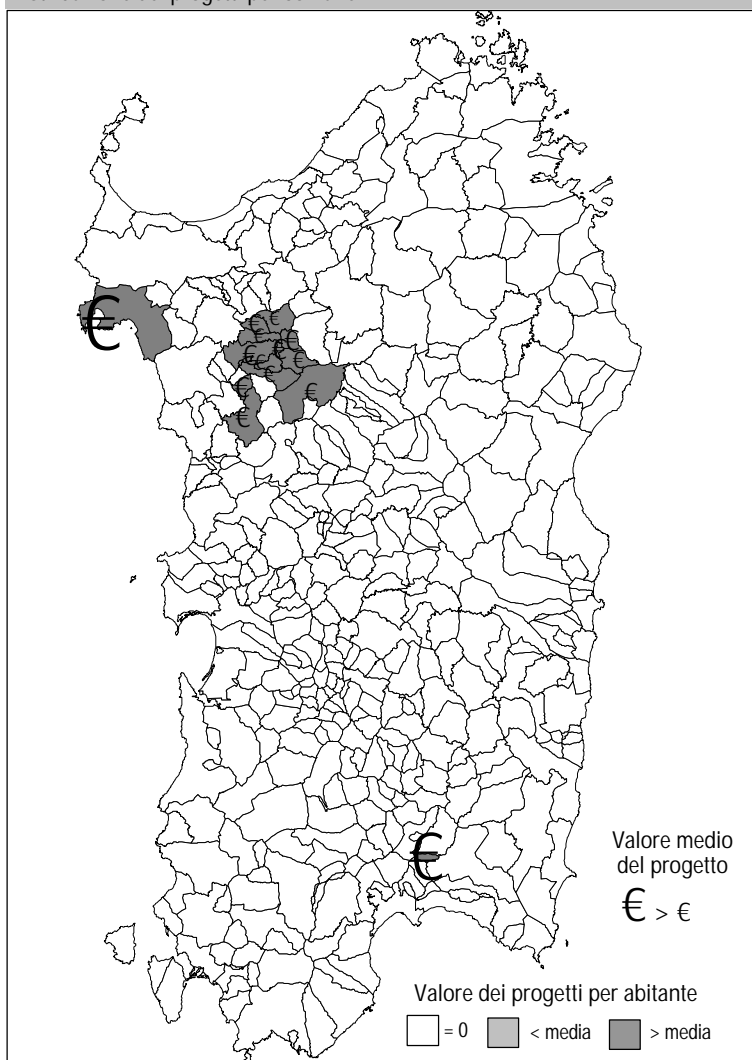 Valore medio
del progetto
€ > €
Valore dei progetti per abitante
= 0
< media
> media